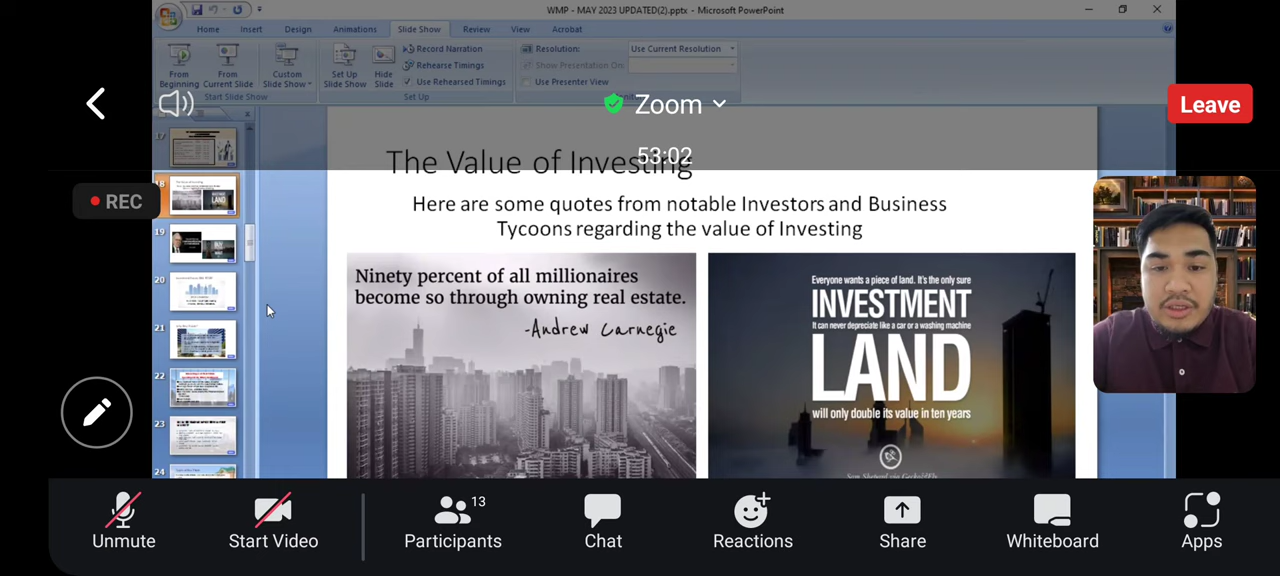 WMP - MAY 2023 UPDATED(2).pptx - Microsoft PowerPoint
Home Insert Design Animations Slide Show Review View Acrobat
From Beginning
From Current Slide
Custom Slide Show
Start Slide Show
Set Up Slide Show
Hide Slide
Record Narration
Rehearse Timings
Use Rehearsed Timings
Set Up
Resolution: Use Current Resolution
Show Presentation On:
Use Presenter View
Zoom
Leave
53:02
REC
17
18
19
20
21
22
23
24
The Value of Investing
Here are some quotes from notable Investors and Business
Tycoons regarding the value of Investing
Ninety percent of all millionaires
become so through owning real estate.
-Andrew Carnegie
Everyone wants a piece of land. It's the only sure
INVESTMENT
It can never depreciate like a car or a washing machine
LAND
will only double its value in ten years
Unmute
Start Video
Participants 13
Chat
Reactions
Share
Whiteboard
Apps